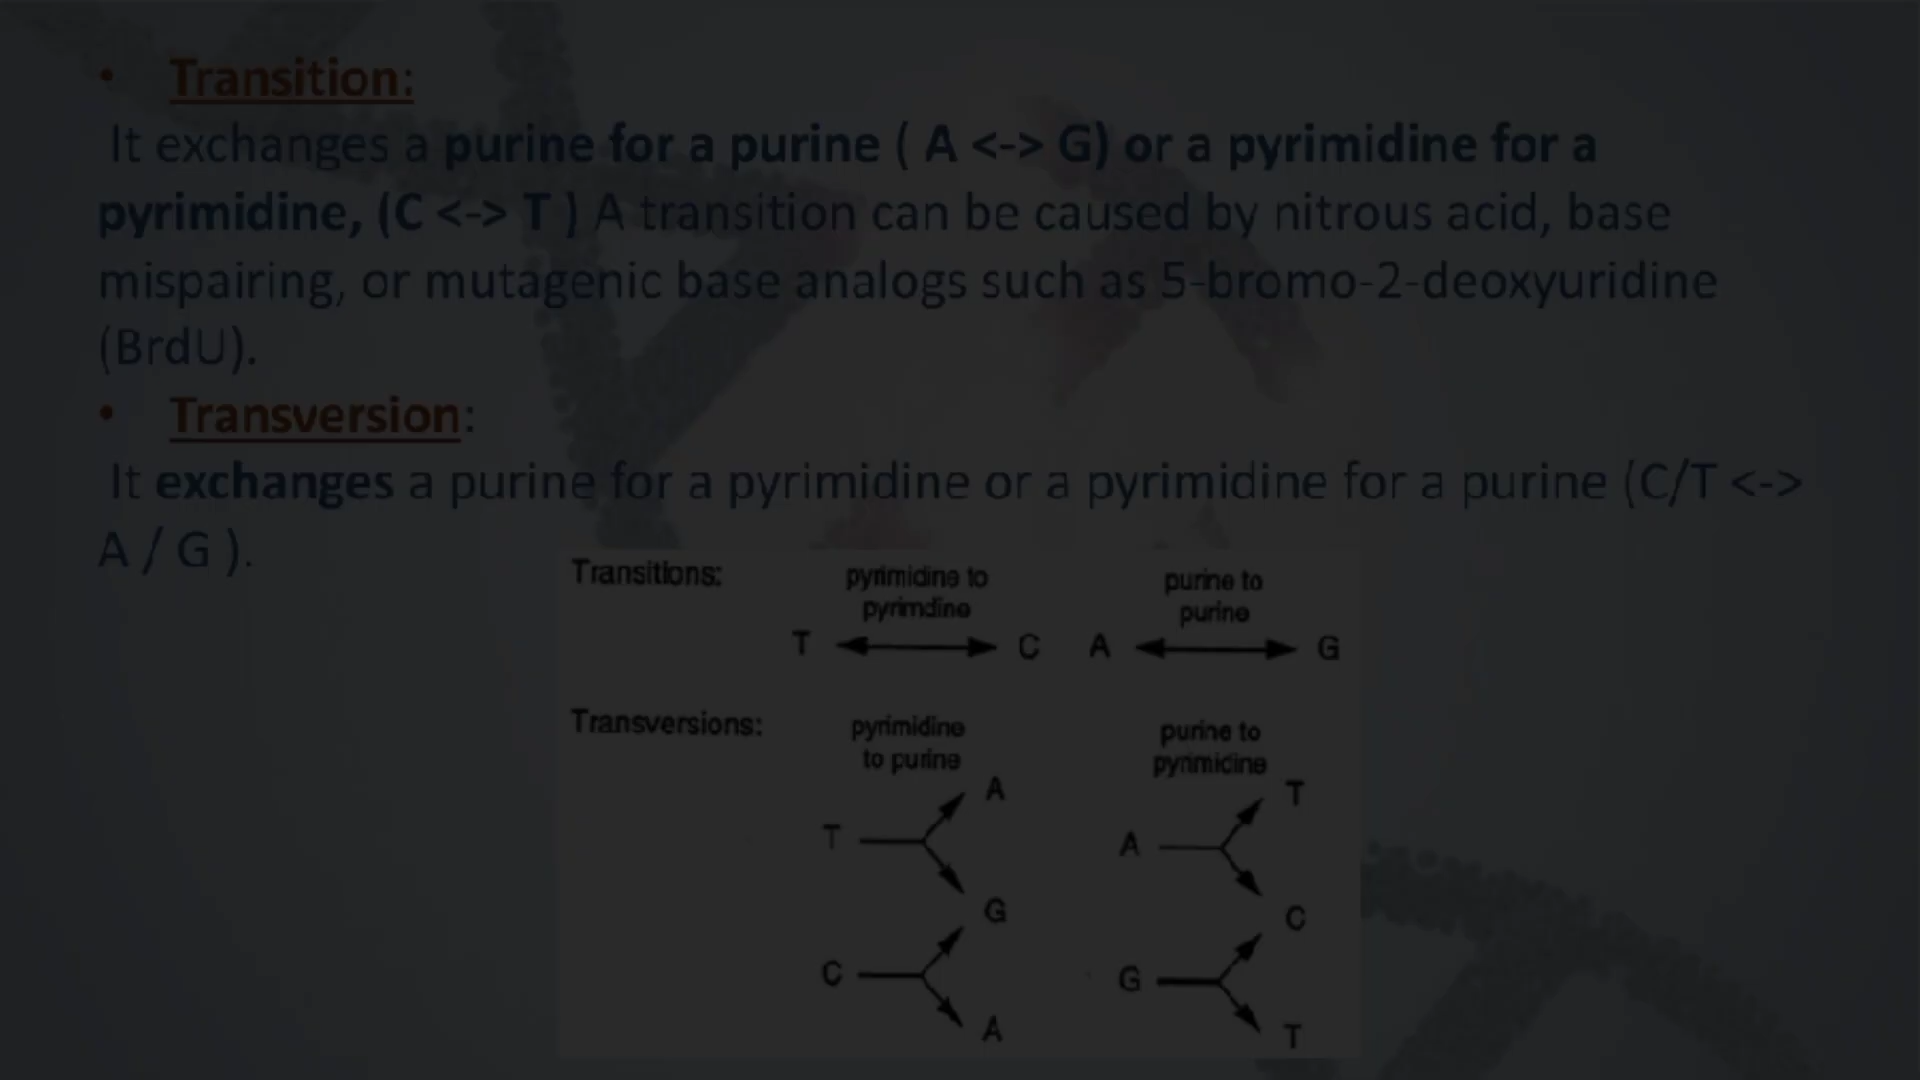 • Transition:
It exchanges a purine for a purine ( A <-> G) or a pyrimidine for a
pyrimidine, (C <-> T ) A transition can be caused by nitrous acid, base
mispairing, or mutagenic base analogs such as 5-bromo-2-deoxyuridine
(BrdU).
• Transversion:
It exchanges a purine for a pyrimidine or a pyrimidine for a purine (C/T <->
A / G ).
Transitions:
pyrimidine to
pyrimdine
purine to
purine
T C A G
Transversions:
pyrimidine
to purine
purine to
pyrimidine
A
T
T
A
G
C
C
G
A
T